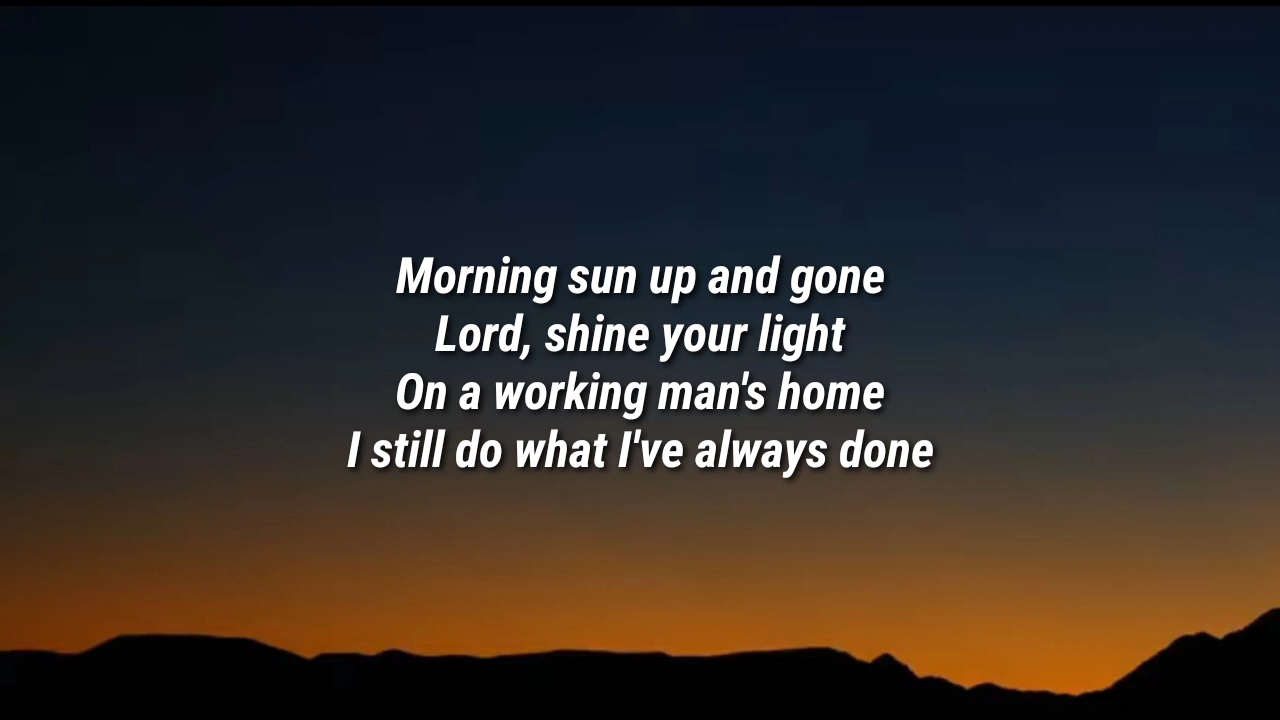 Morning sun up and gone
Lord, shine your light
On a working man's home
I still do what I've always done